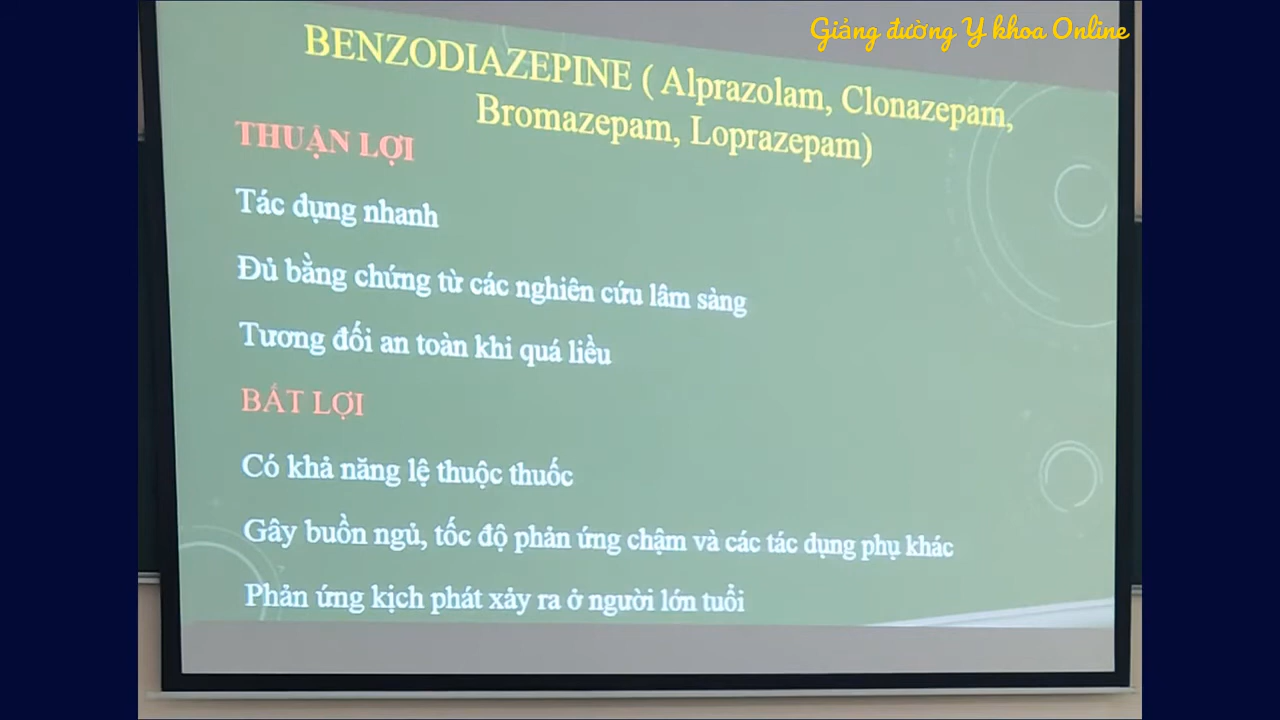 Giảng đường Y khoa Online
BENZODIAZEPINE ( Alprazolam, Clonazepam,
Bromazepam, Loprazepam)
THUẬN LỢI
Tác dụng nhanh
Đủ bằng chứng từ các nghiên cứu lâm sàng
Tương đối an toàn khi quá liều
BẤT LỢI
Có khả năng lệ thuộc thuốc
Gây buồn ngủ, tốc độ phản ứng chậm và các tác dụng phụ khác
Phản ứng kịch phát xảy ra ở người lớn tuổi